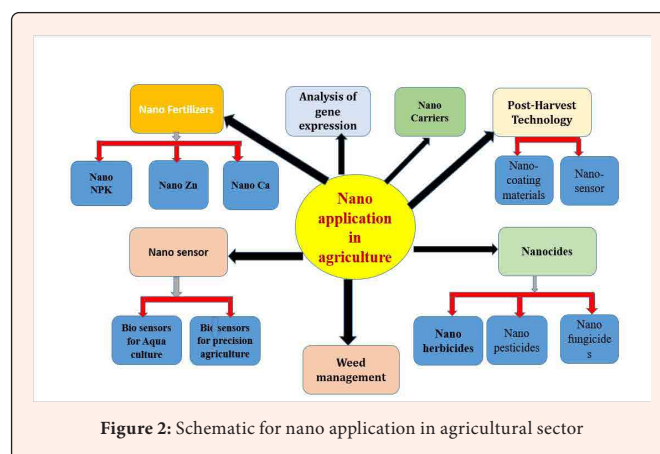 Nano Fertilizers
Analysis of
gene
expression
Nano
Carriers
Post-Harvest
Technology
Nano
NPK
Nano Zn
Nano Ca
Nano-
coating
materials
Nano-
sensor
Nano
application
in
agriculture
Nano sensor
Nanocides
Bio sensors
for Aqua
culture
Bio sensors
for precision
agriculture
Weed
management
Nano
herbicides
Nano
pesticides
Nano
fungicide
s
Figure 2: Schematic for nano application in agricultural sector